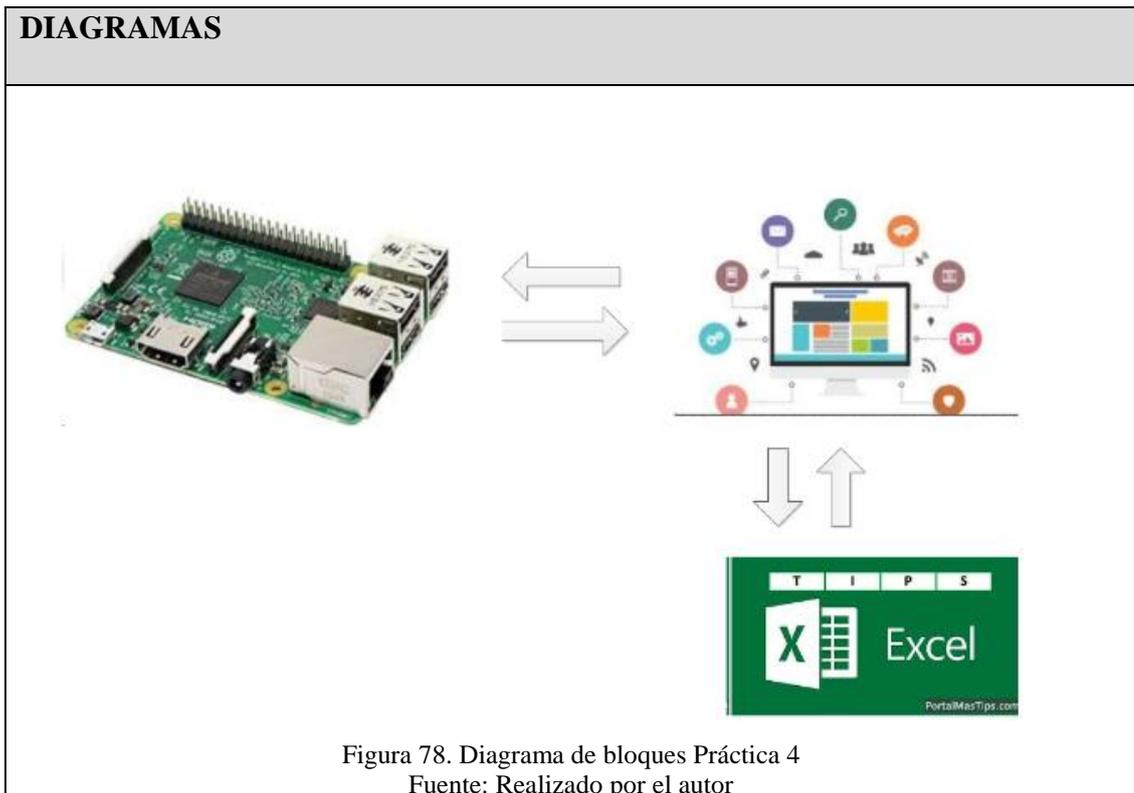 DIAGRAMAS
T I P S
X Excel
PortalMasTips.com
Figura 78. Diagrama de bloques Práctica 4
Fuente: Realizado por el autor